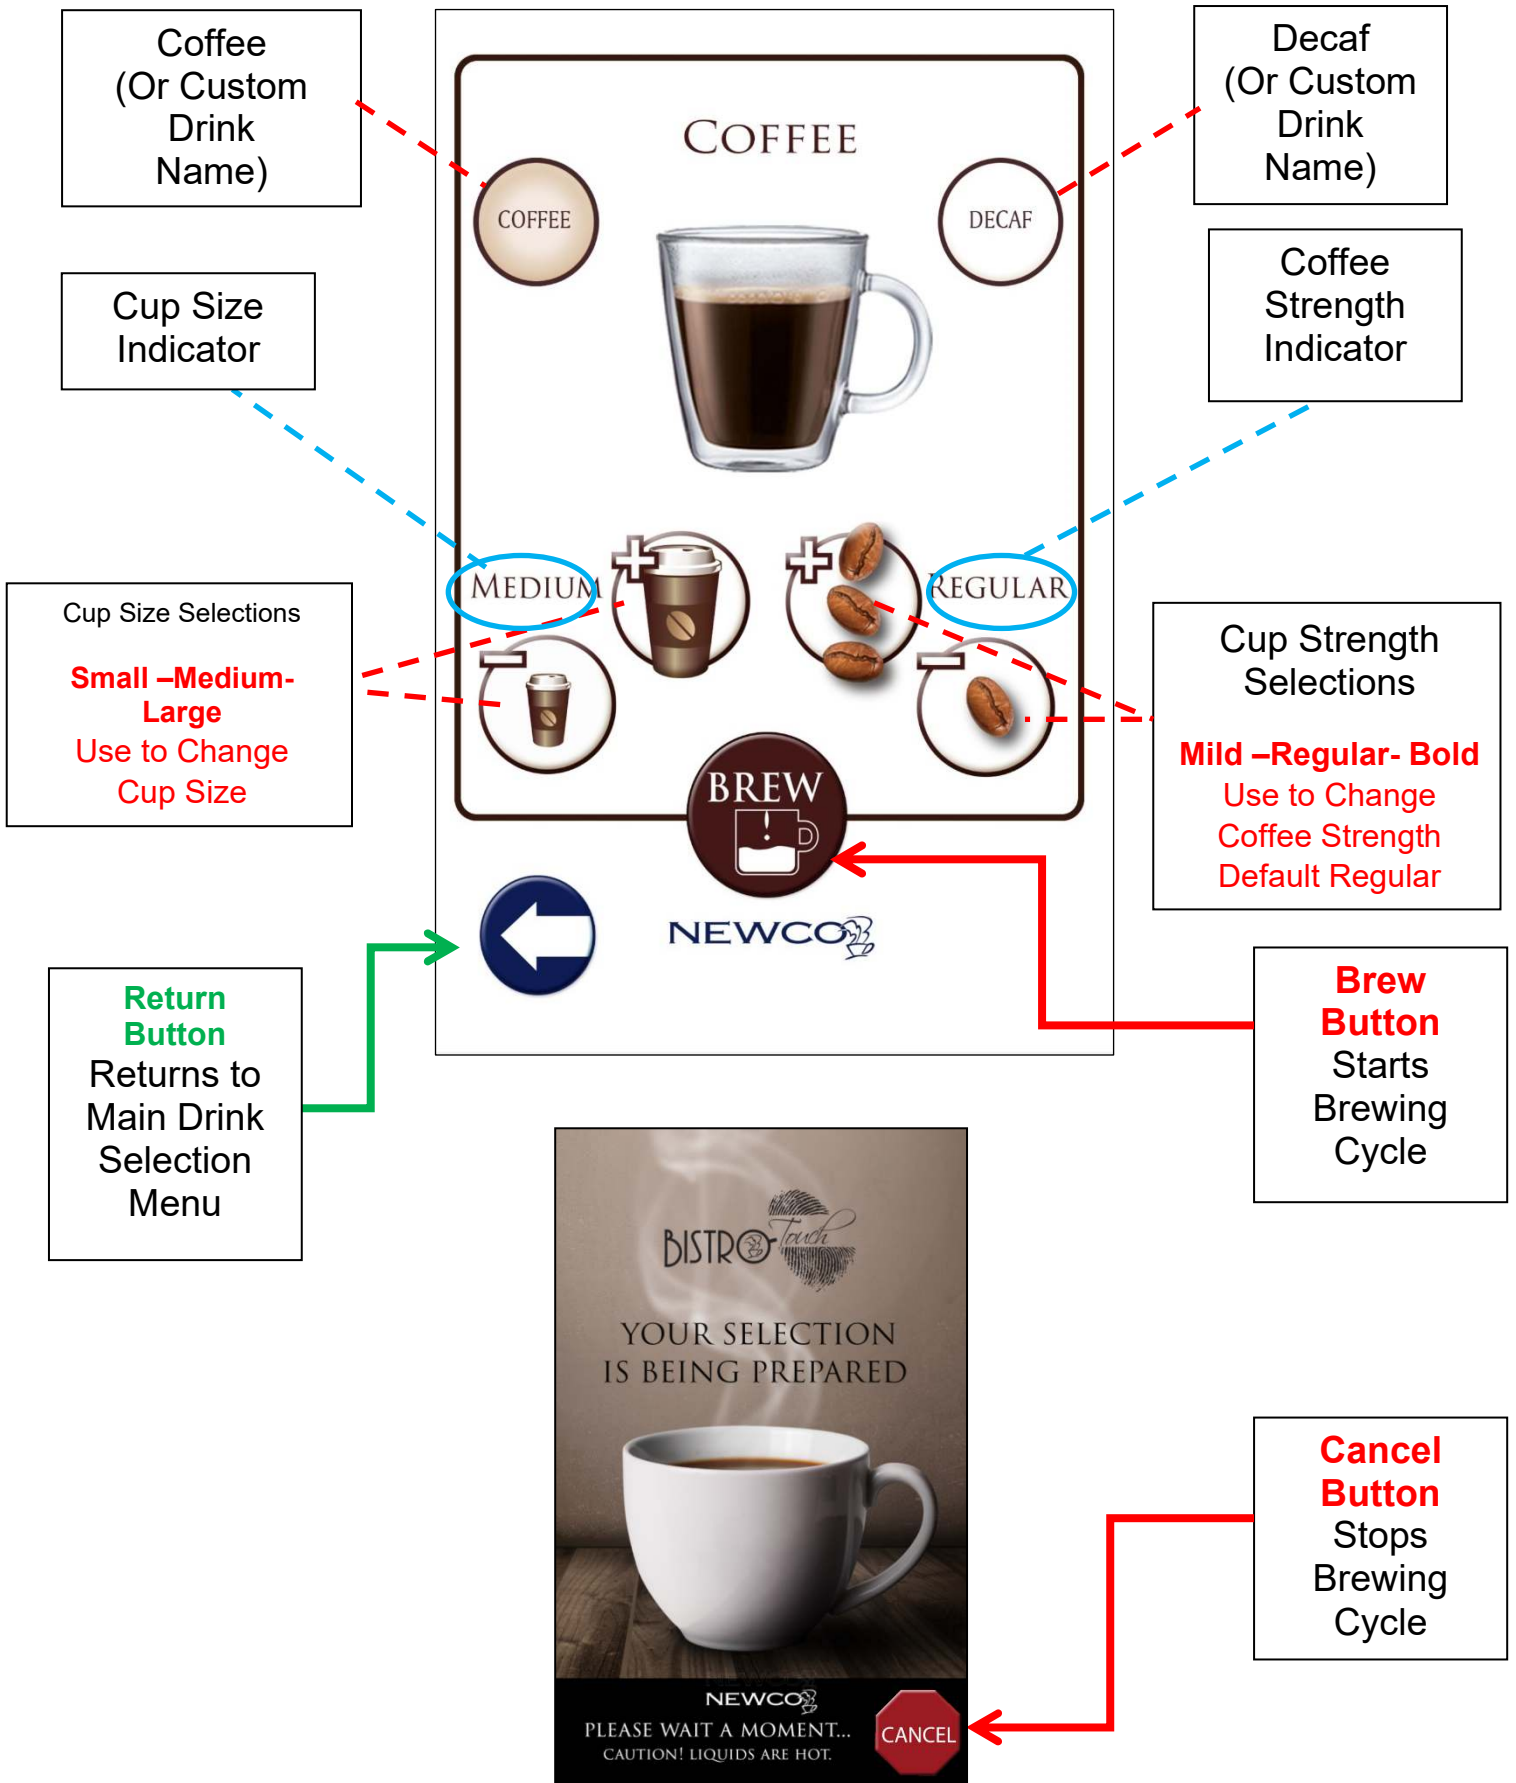 Coffee
(Or Custom
Drink
Name)
Decaf
(Or Custom
Drink
Name)
COFFEE
COFFEE
DECAF
Cup Size
Indicator
Coffee
Strength
Indicator
MEDIUM
REGULAR
Cup Size Selections
Small –Medium-
Large
Use to Change
Cup Size
Cup Strength
Selections
Mild –Regular- Bold
Use to Change
Coffee Strength
Default Regular
BREW
NEWCO
Return
Button
Returns to
Main Drink
Selection
Menu
Brew
Button
Starts
Brewing
Cycle
BISTRO Touch
YOUR SELECTION
IS BEING PREPARED
Cancel
Button
Stops
Brewing
Cycle
NEWCO
PLEASE WAIT A MOMENT...
CAUTION! LIQUIDS ARE HOT.
CANCEL